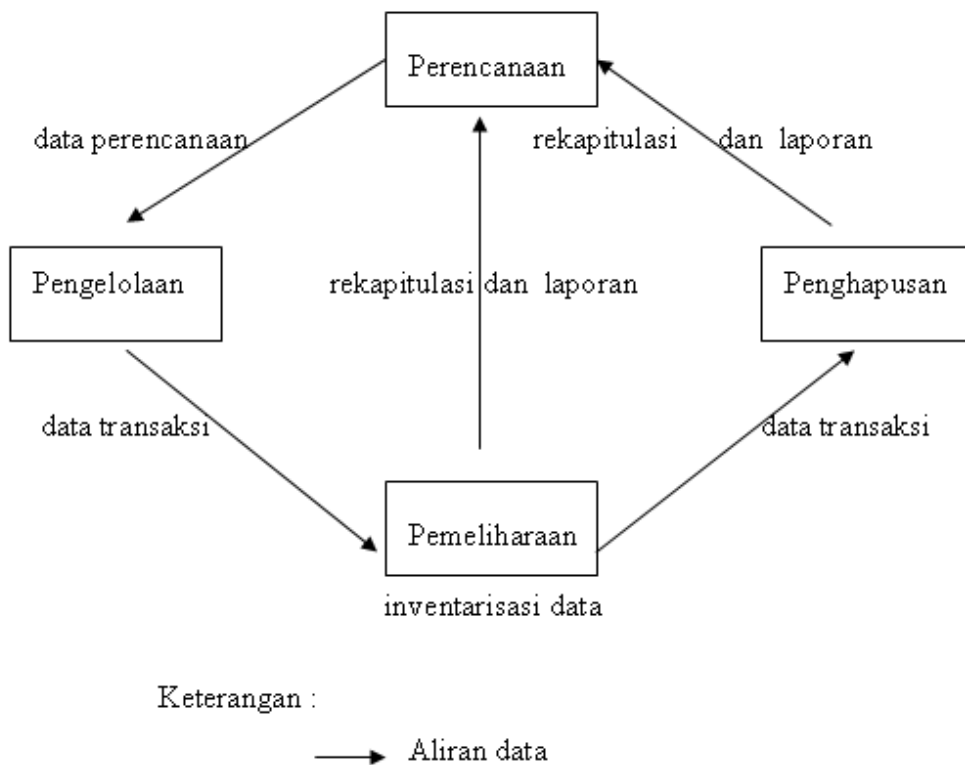 Perencanaan
data perencanaan
rekapitulasi dan laporan
Pengelolaan
rekapitulasi dan laporan
Penghapusan
data transaksi
data transaksi
Pemeliharaan
inventarisasi data
Keterangan :
Aliran data